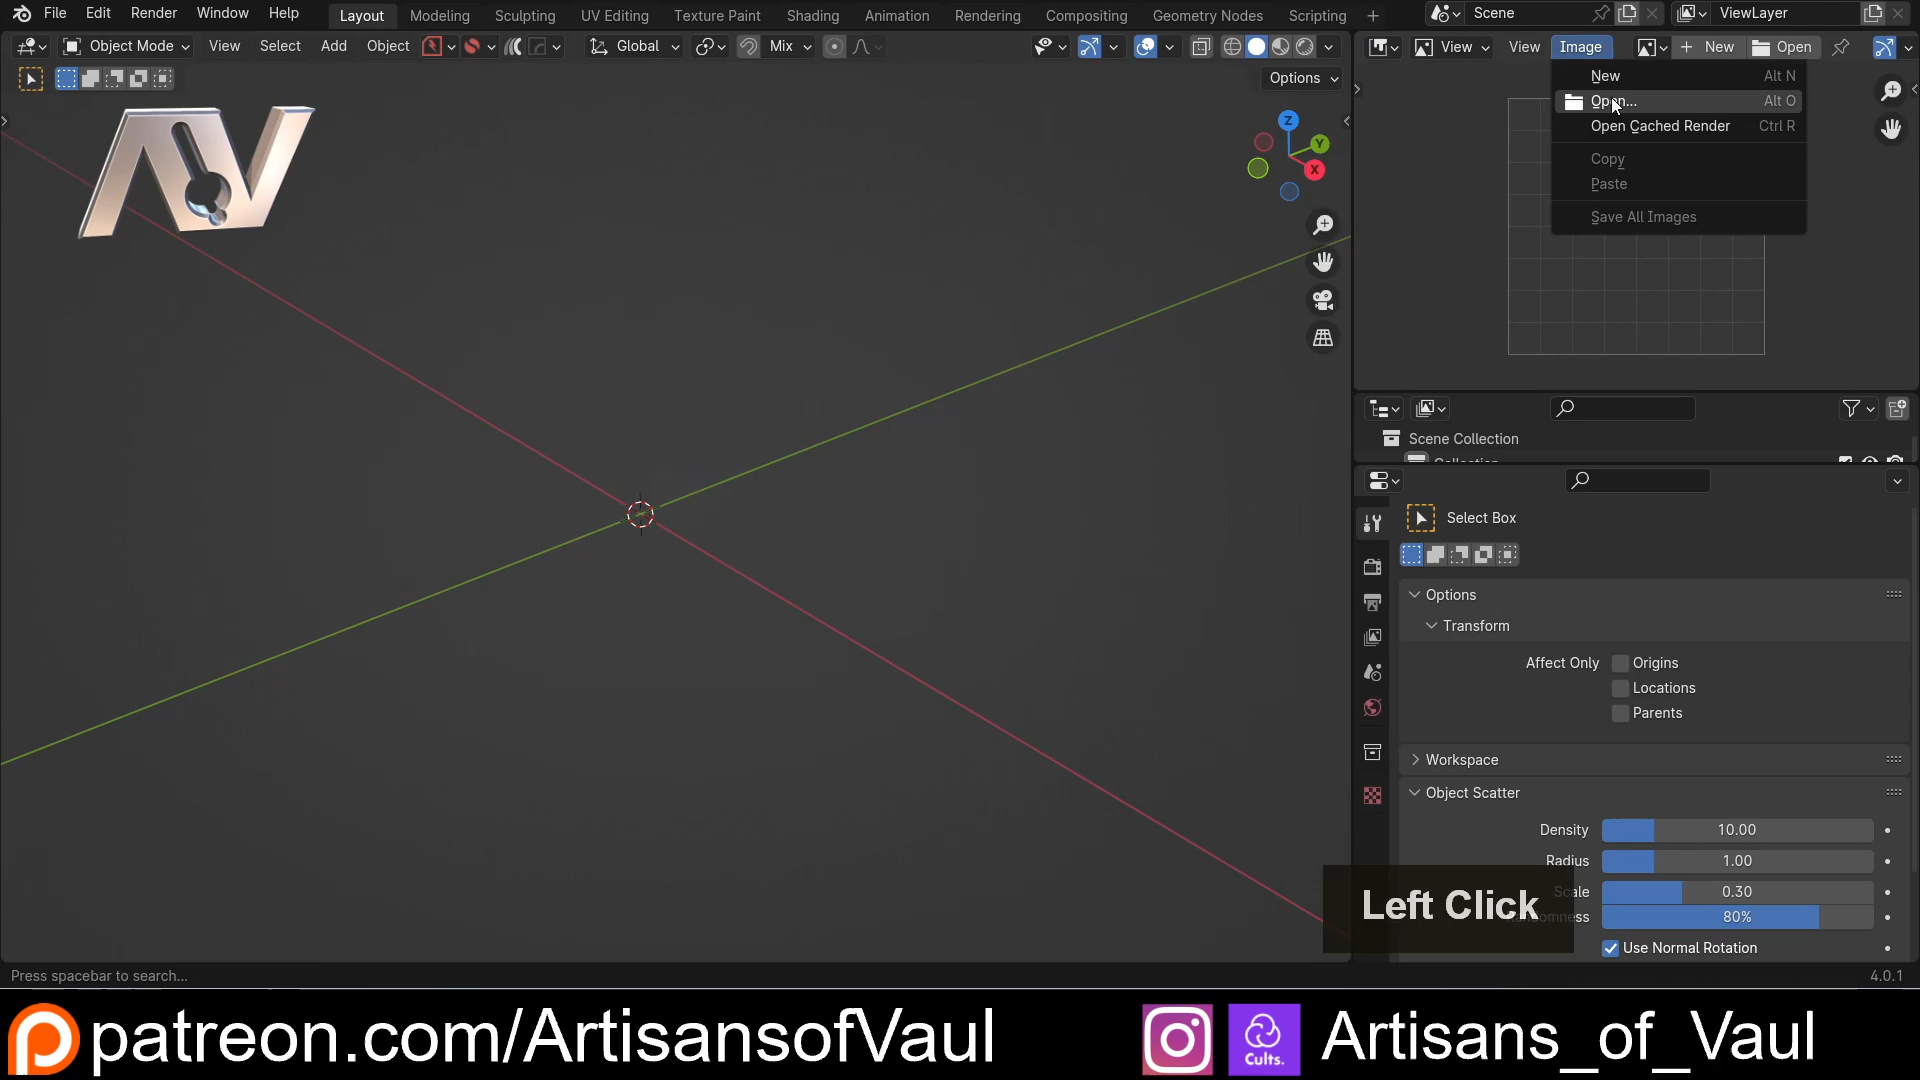 File Edit Render Window Help Layout Modeling Sculpting UV Editing Texture Paint Shading Animation Rendering Compositing Geometry Nodes Scripting + Scene ViewLayer
Object Mode View Select Add Object Global Mix View View Image New Open
Options
AV
Z
Y
X
New Alt N
Open... Alt O
Open Cached Render Ctrl R
Copy
Paste
Save All Images
Scene Collection
Collection
Select Box
Options
Transform
Affect Only Origins
Locations
Parents
Workspace
Object Scatter
Density 10.00
Radius 1.00
Scale 0.30
80%
Use Normal Rotation
Left Click
Press spacebar to search... 4.0.1
patreon.com/ArtisansofVaul Cults. Artisans_of_Vaul